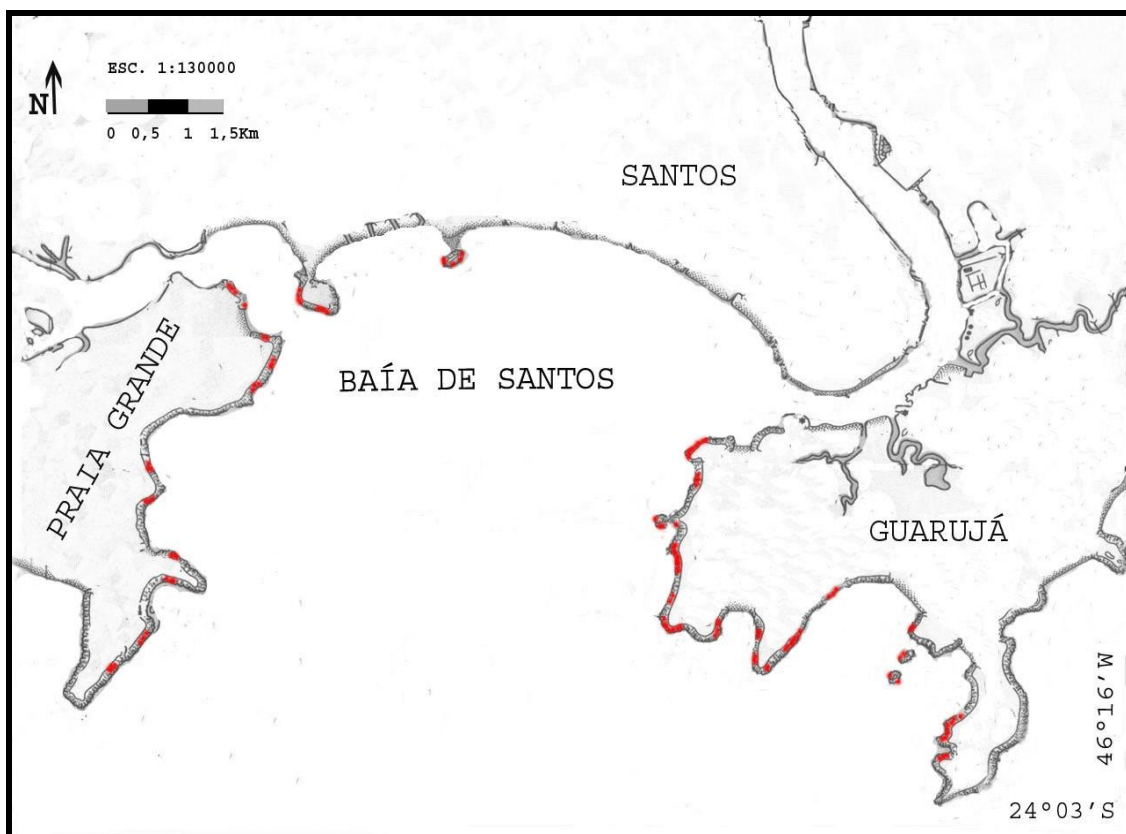 ESC. 1:130000
N
0 0,5 1 1,5Km
SANTOS
BAÍA DE SANTOS
PRAIA GRANDE
GUARUJÁ
46°16'W
24°03'S